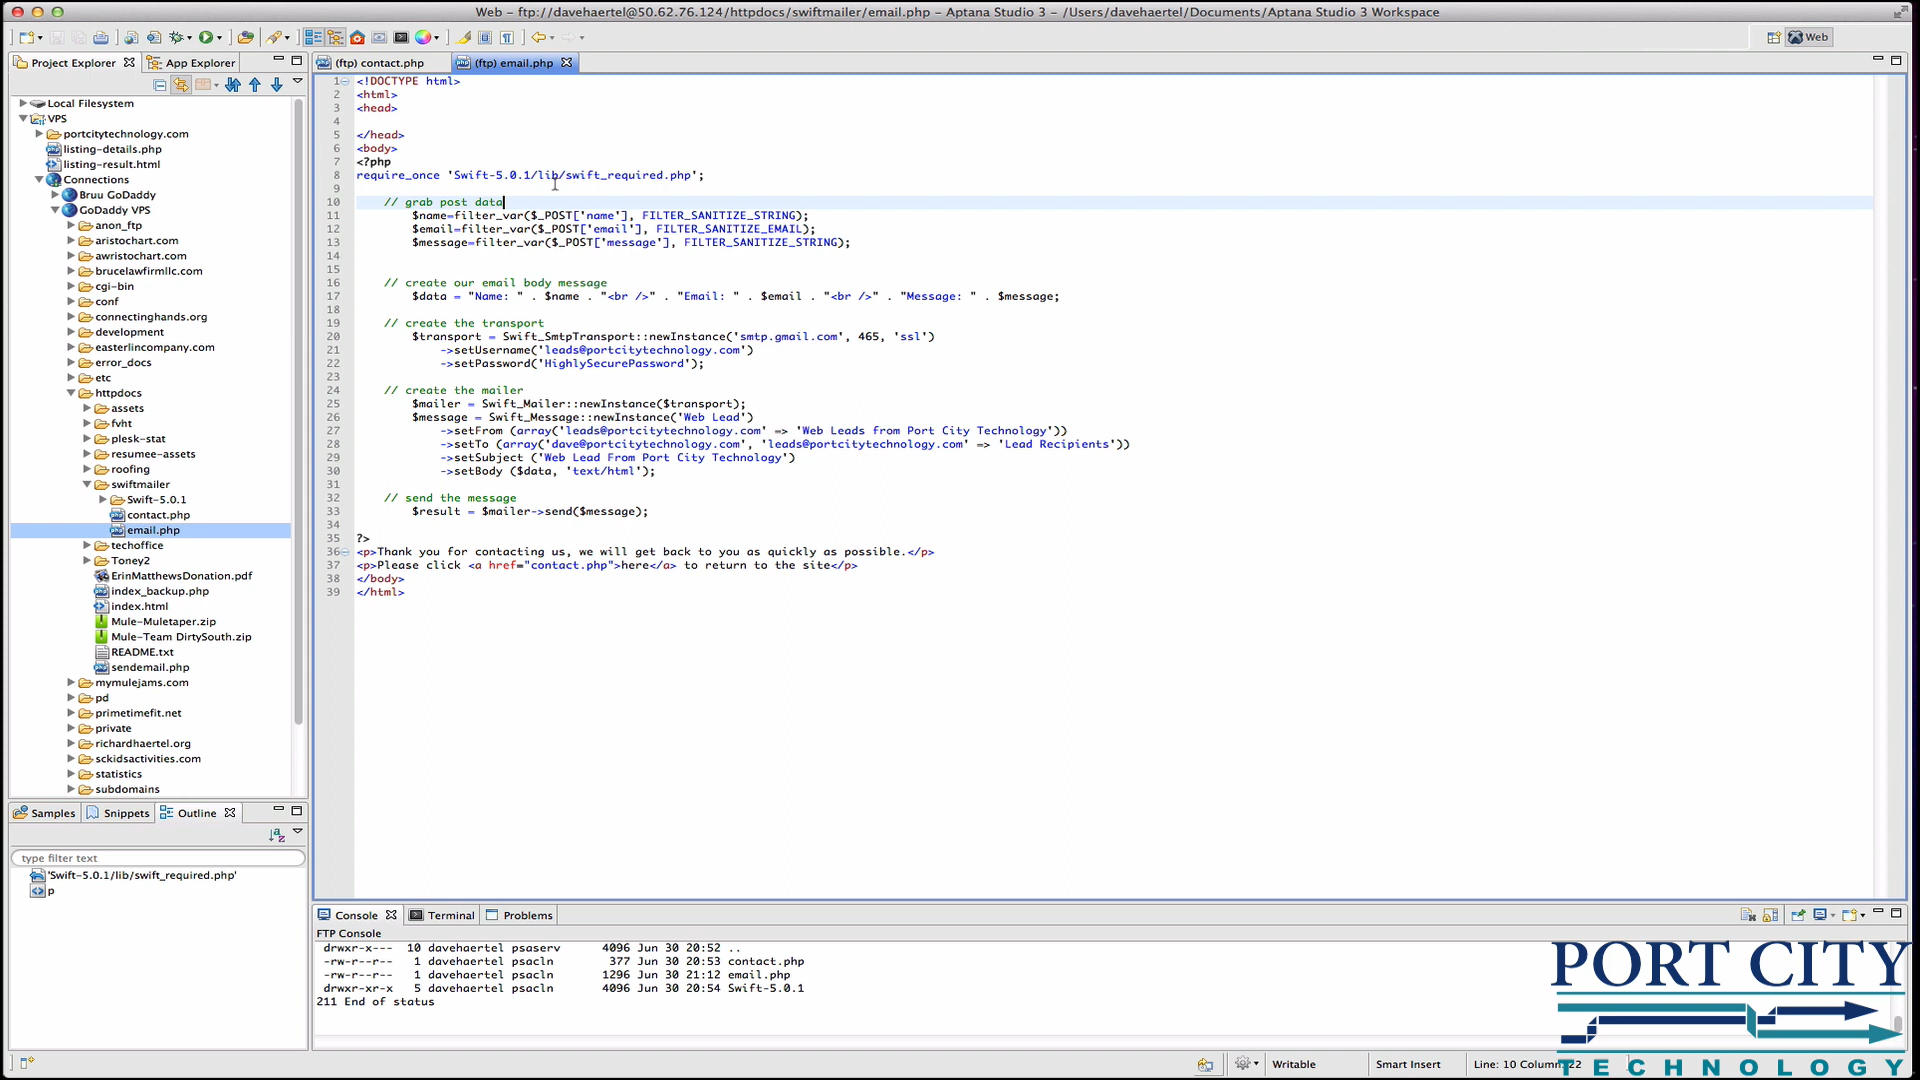 Web – ftp://davehaertel@50.62.76.124/httpdocs/swiftmailer/email.php – Aptana Studio 3 – /Users/davehaertel/Documents/Aptana Studio 3 Workspace
Web
Project Explorer
App Explorer
(ftp) contact.php
(ftp) email.php
Local Filesystem
VPS
portcitytechnology.com
listing-details.php
listing-result.html
Connections
Bruu GoDaddy
GoDaddy VPS
anon_ftp
aristochart.com
awristochart.com
brucelawfirmllc.com
cgi-bin
conf
connectinghands.org
development
easterlincompany.com
error_docs
etc
httpdocs
assets
fvht
plesk-stat
resumee-assets
roofing
swiftmailer
Swift-5.0.1
contact.php
email.php
techoffice
Toney2
ErinMatthewsDonation.pdf
index_backup.php
index.html
Mule-Muletaper.zip
Mule-Team DirtySouth.zip
README.txt
sendemail.php
mymulejams.com
pd
primetimefit.net
private
richardhaertel.org
sckidsactivities.com
statistics
subdomains
1 <!DOCTYPE html>
2 <html>
3 <head>
4
5 </head>
6 <body>
7 <?php
8 require_once 'Swift-5.0.1/lib/swift_required.php';
9
10 // grab post data
11 $name=filter_var($_POST['name'], FILTER_SANITIZE_STRING);
12 $email=filter_var($_POST['email'], FILTER_SANITIZE_EMAIL);
13 $message=filter_var($_POST['message'], FILTER_SANITIZE_STRING);
14
15
16 // create our email body message
17 $data = "Name: " . $name . "<br />" . "Email: " . $email . "<br />" . "Message: " . $message;
18
19 // create the transport
20 $transport = Swift_SmtpTransport::newInstance('smtp.gmail.com', 465, 'ssl')
21 ->setUsername('leads@portcitytechnology.com')
22 ->setPassword('HighlySecurePassword');
23
24 // create the mailer
25 $mailer = Swift_Mailer::newInstance($transport);
26 $message = Swift_Message::newInstance('Web Lead')
27 ->setFrom (array('leads@portcitytechnology.com' => 'Web Leads from Port City Technology'))
28 ->setTo (array('dave@portcitytechnology.com', 'leads@portcitytechnology.com' => 'Lead Recipients'))
29 ->setSubject ('Web Lead From Port City Technology')
30 ->setBody ($data, 'text/html');
31
32 // send the message
33 $result = $mailer->send($message);
34
35 ?>
36 <p>Thank you for contacting us, we will get back to you as quickly as possible.</p>
37 <p>Please click <a href="contact.php">here</a> to return to the site</p>
38 </body>
39 </html>
Samples
Snippets
Outline
type filter text
'Swift-5.0.1/lib/swift_required.php'
p
Console
Terminal
Problems
FTP Console
drwxr-x--- 10 davehaertel psaserv 4096 Jun 30 20:52 ..
-rw-r--r-- 1 davehaertel psacln 377 Jun 30 20:53 contact.php
-rw-r--r-- 1 davehaertel psacln 1296 Jun 30 21:12 email.php
drwxr-xr-x 5 davehaertel psacln 4096 Jun 30 20:54 Swift-5.0.1
211 End of status
PORT CITY
TECHNOLOGY
Writable
Smart Insert
Line: 10 Column: 22